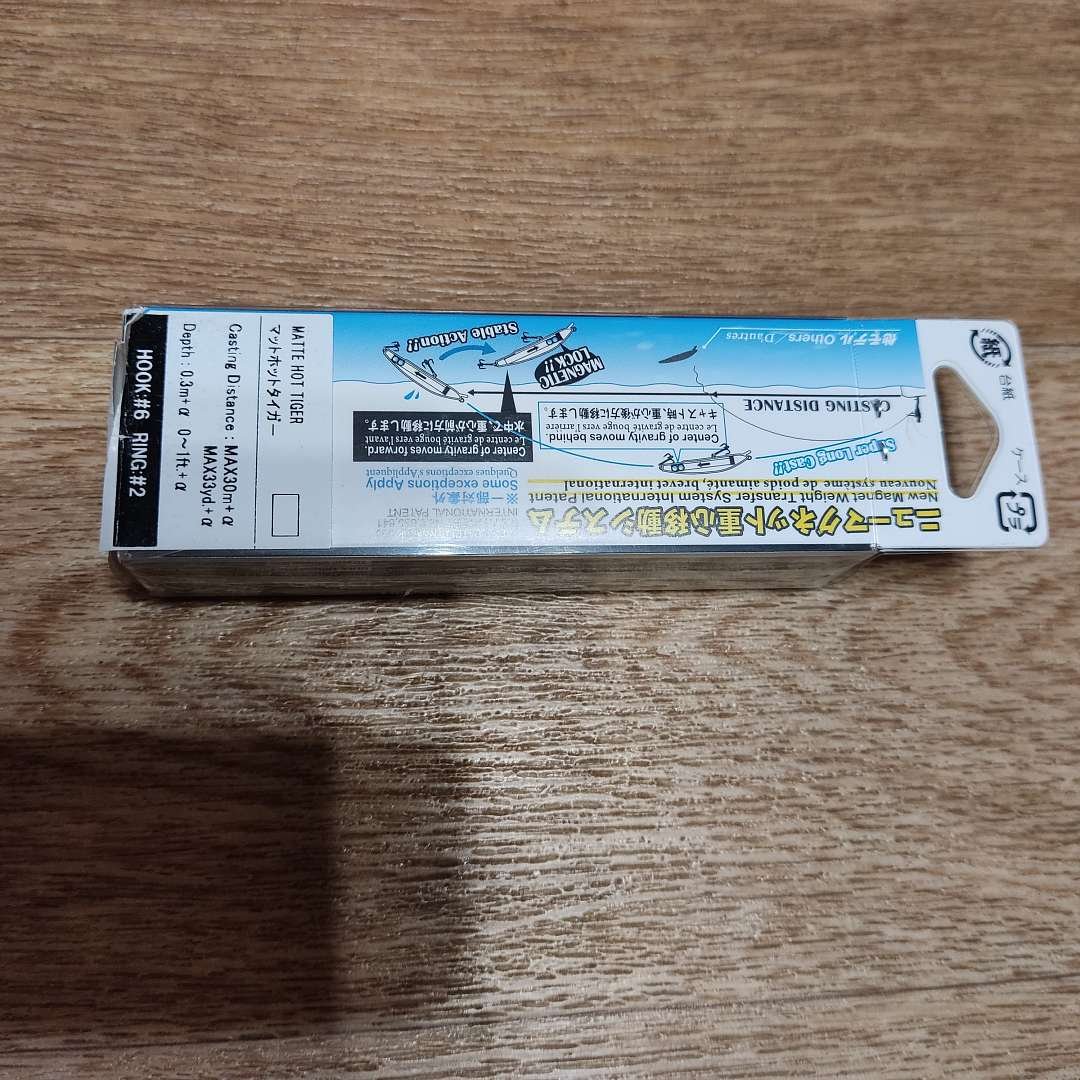 MATTE HOT TIGER
マットホットタイガー
Casting Distance : MAX30m+α
MAX33yd+α
Depth : 0.3m+α 0～1ft.+α
HOOK:#6 RING:#2
ニューマグネット重心移動システム
New Magnet Weight Transfer System International Patent
Nouveau système de poids aimanté, brevet international
Super Long Cast!!
Center of gravity moves behind.
Le centre de gravité bouge vers l'arrière
キャスト時、重心が後方に移動します。
CASTING DISTANCE
他モデル Others／D'autres
Center of gravity moves forward.
Le centre de gravité bouge vers l'avant
水中で、重心が前方に移動します。
MAGNETIC
LOCK!!
Stable Action!!
INTERNATIONAL PATENT
※一部対象外
Some exceptions Apply
Quelques exceptions s'Appliquent
紙
台紙
ケース
プラ